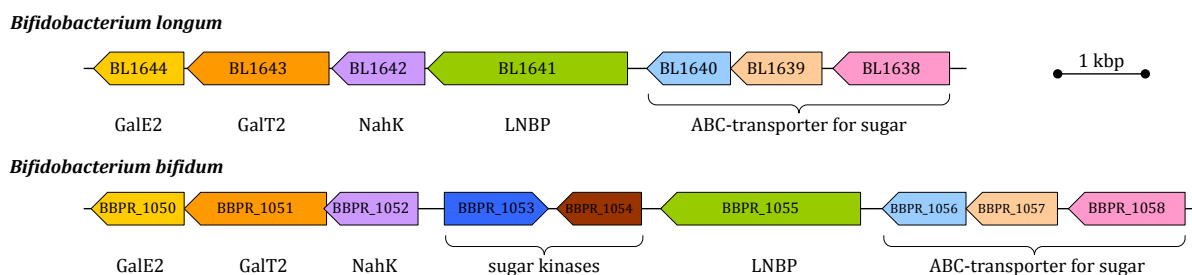 Bifidobacterium longum
BL1644 BL1643 BL1642 BL1641 BL1640 BL1639 BL1638 1 kbp
GalE2 GalT2 NahK LNBP ABC-transporter for sugar
Bifidobacterium bifidum
BBPR_1050 BBPR_1051 BBPR_1052 BBPR_1053 BBPR_1054 BBPR_1055 BBPR_1056 BBPR_1057 BBPR_1058
GalE2 GalT2 NahK sugar kinases LNBP ABC-transporter for sugar